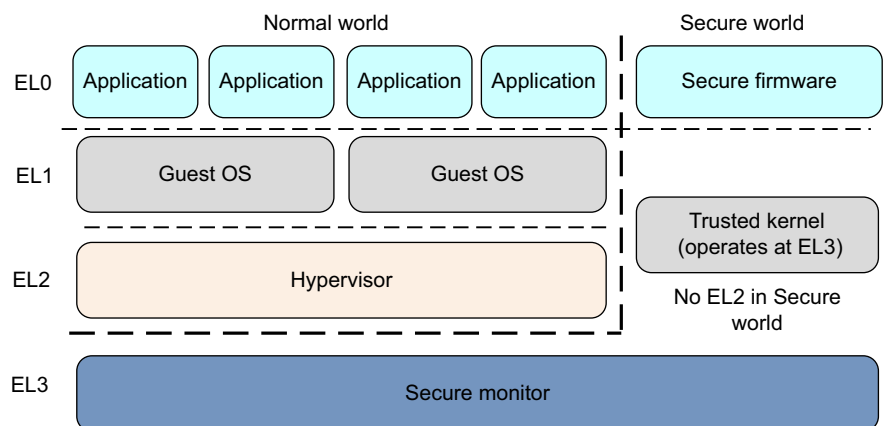 Normal world
Secure world
EL0
Application
Application
Application
Application
Secure firmware
EL1
Guest OS
Guest OS
Trusted kernel
(operates at EL3)
EL2
Hypervisor
No EL2 in Secure
world
EL3
Secure monitor